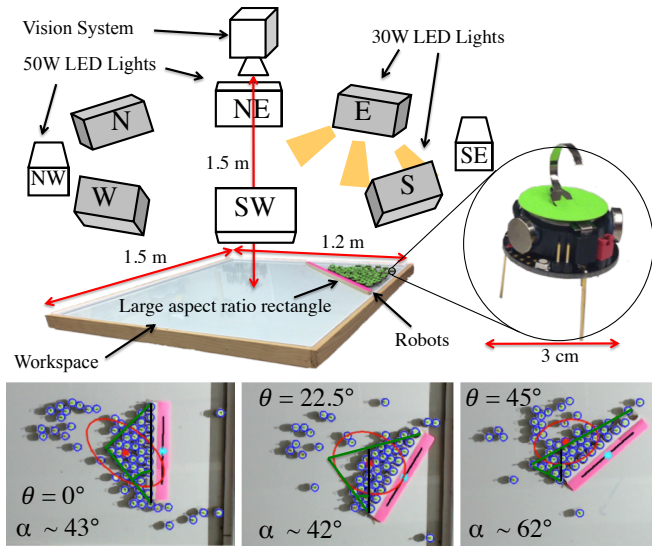 Vision System
50W LED Lights
30W LED Lights
N
NE
E
NW
W
1.5 m
SE
S
SW
1.5 m
1.2 m
Large aspect ratio rectangle
Workspace
Robots
3 cm
θ = 0°
α ~ 43°
θ = 22.5°
α ~ 42°
θ = 45°
α ~ 62°